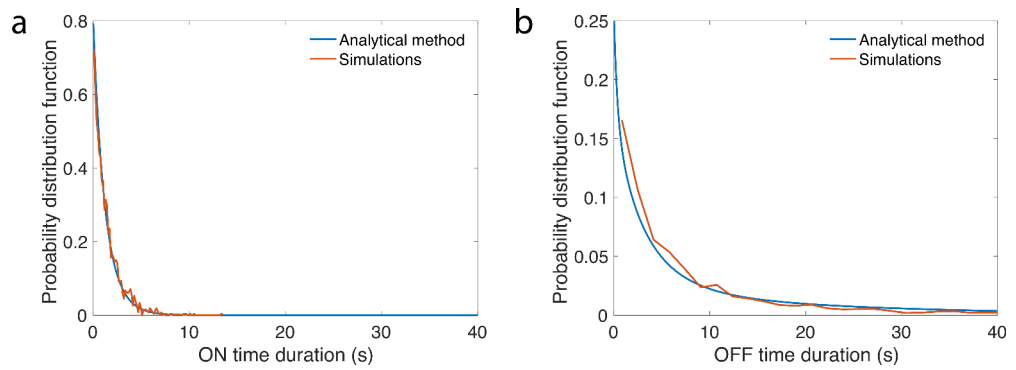 a
Probability distribution function
0.8
0.6
0.4
0.2
0
0
10
20
30
40
ON time duration (s)
Analytical method
Simulations
b
Probability distribution function
0.25
0.2
0.15
0.1
0.05
0
0
10
20
30
40
OFF time duration (s)
Analytical method
Simulations